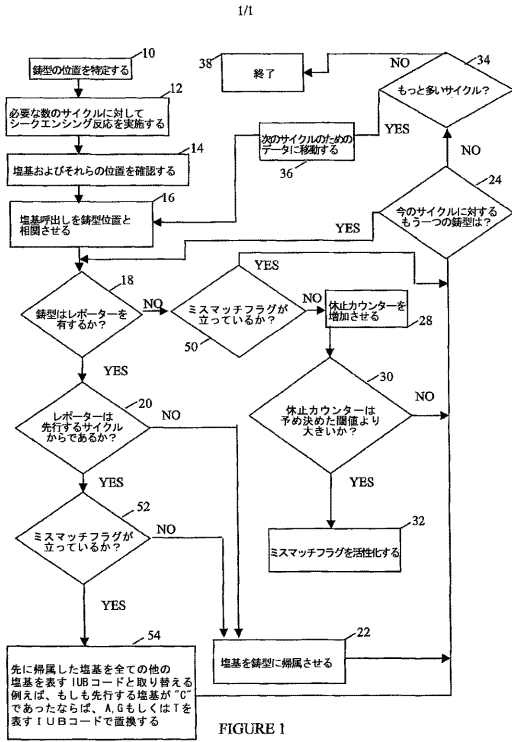 1/1
10
鋳型の位置を特定する
12
必要な数のサイクルに対して
シークエンシング反応を実施する
14
塩基およびそれらの位置を確認する
16
塩基呼出しを鋳型位置と
相関させる
18
鋳型はレポーターを
有するか?
NO
YES
20
レポーターは
先行するサイクル
からであるか?
NO
YES
52
ミスマッチフラグが
立っているか?
NO
YES
54
先に帰属した塩基を全ての他の
塩基を表すIUBコードと取り替える
例えば、もしも先行する塩基が"C"
であったならば、A,GもしくはTを
表すIUBコードで置換する
22
塩基を鋳型に帰属させる
ミスマッチフラグが
立っているか?
50
YES
NO
休止カウンターを
増加させる
28
30
休止カウンターは
予め決めた閾値より
大きいか?
NO
YES
32
ミスマッチフラグを活性化する
24
今のサイクルに対する
もう一つの鋳型は?
YES
NO
34
もっと多いサイクル?
NO
YES
38
終了
次のサイクルのための
データに移動する
36
FIGURE 1